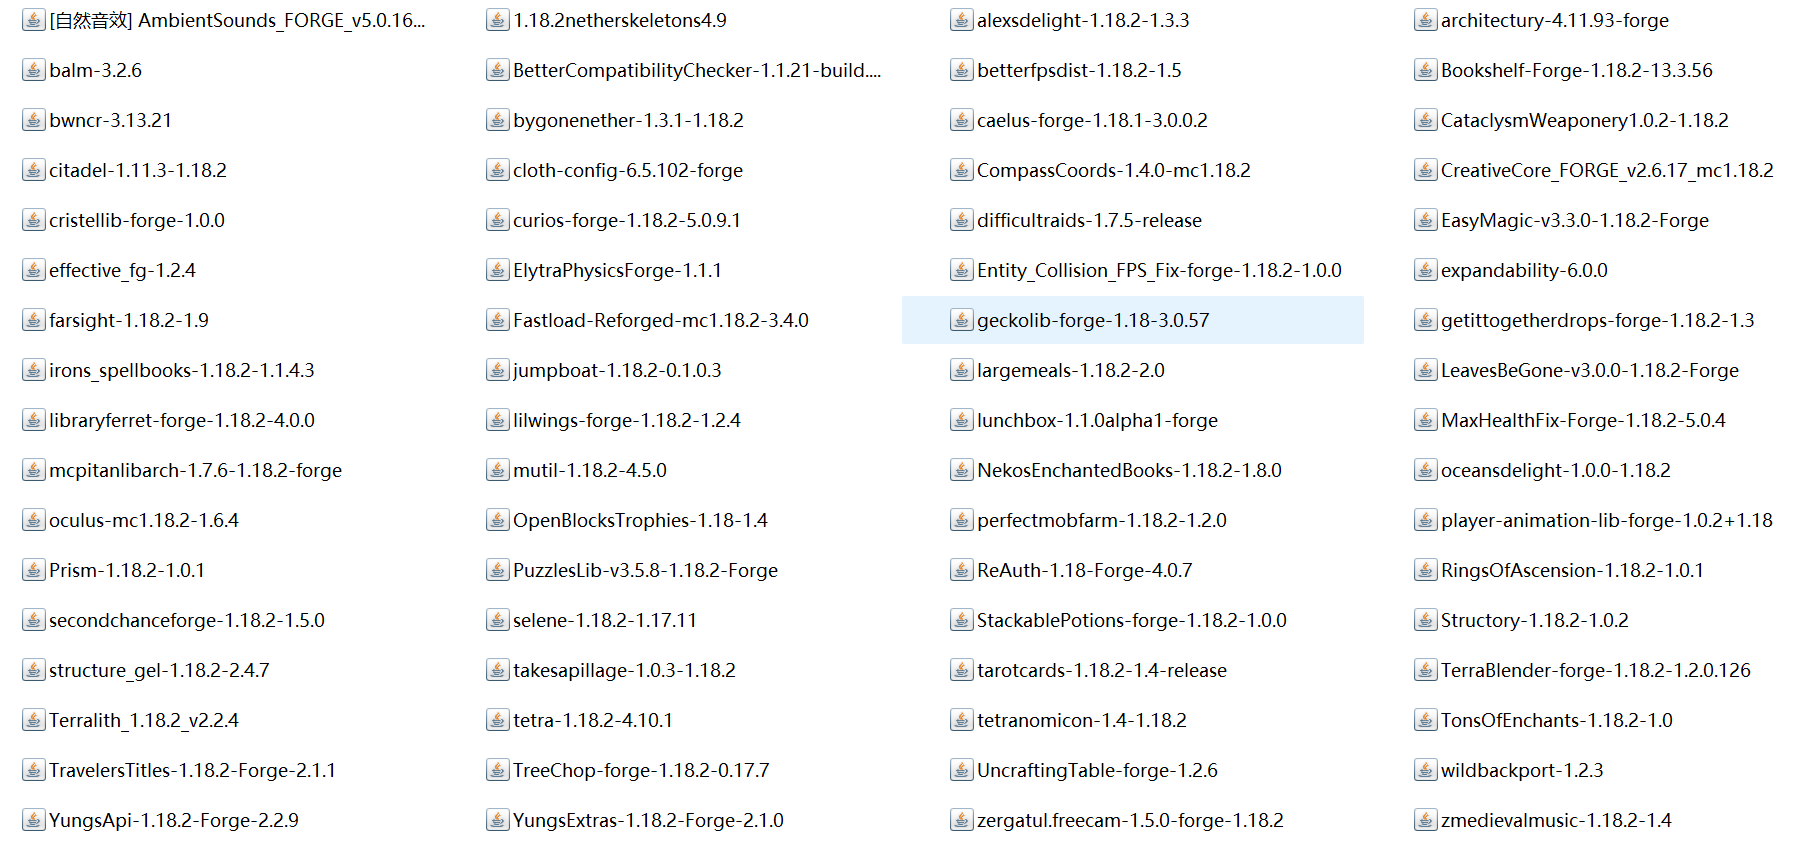 [自然音效] AmbientSounds_FORGE_v5.0.16...
1.18.2netherskeletons4.9
alexsdelight-1.18.2-1.3.3
architectury-4.11.93-forge
balm-3.2.6
BetterCompatibilityChecker-1.1.21-build....
betterfpsdist-1.18.2-1.5
Bookshelf-Forge-1.18.2-13.3.56
bwncr-3.13.21
bygonenether-1.3.1-1.18.2
caelus-forge-1.18.1-3.0.0.2
CataclysmWeaponery1.0.2-1.18.2
citadel-1.11.3-1.18.2
cloth-config-6.5.102-forge
CompassCoords-1.4.0-mc1.18.2
CreativeCore_FORGE_v2.6.17_mc1.18.2
cristellib-forge-1.0.0
curios-forge-1.18.2-5.0.9.1
difficultraids-1.7.5-release
EasyMagic-v3.3.0-1.18.2-Forge
effective_fg-1.2.4
ElytraPhysicsForge-1.1.1
Entity_Collision_FPS_Fix-forge-1.18.2-1.0.0
expandability-6.0.0
farsight-1.18.2-1.9
Fastload-Reforged-mc1.18.2-3.4.0
geckolib-forge-1.18-3.0.57
getittogetherdrops-forge-1.18.2-1.3
irons_spellbooks-1.18.2-1.1.4.3
jumpboat-1.18.2-0.1.0.3
largemeals-1.18.2-2.0
LeavesBeGone-v3.0.0-1.18.2-Forge
libraryferret-forge-1.18.2-4.0.0
lilwings-forge-1.18.2-1.2.4
lunchbox-1.1.0alpha1-forge
MaxHealthFix-Forge-1.18.2-5.0.4
mcpitanlibarch-1.7.6-1.18.2-forge
mutil-1.18.2-4.5.0
NekosEnchantedBooks-1.18.2-1.8.0
oceansdelight-1.0.0-1.18.2
oculus-mc1.18.2-1.6.4
OpenBlocksTrophies-1.18-1.4
perfectmobfarm-1.18.2-1.2.0
player-animation-lib-forge-1.0.2+1.18
Prism-1.18.2-1.0.1
PuzzlesLib-v3.5.8-1.18.2-Forge
ReAuth-1.18-Forge-4.0.7
RingsOfAscension-1.18.2-1.0.1
secondchanceforge-1.18.2-1.5.0
selene-1.18.2-1.17.11
StackablePotions-forge-1.18.2-1.0.0
Structory-1.18.2-1.0.2
structure_gel-1.18.2-2.4.7
takesapillage-1.0.3-1.18.2
tarotcards-1.18.2-1.4-release
TerraBlender-forge-1.18.2-1.2.0.126
Terralith_1.18.2_v2.2.4
tetra-1.18.2-4.10.1
tetranomicon-1.4-1.18.2
TonsOfEnchants-1.18.2-1.0
TravelersTitles-1.18.2-Forge-2.1.1
TreeChop-forge-1.18.2-0.17.7
UncraftingTable-forge-1.2.6
wildbackport-1.2.3
YungsApi-1.18.2-Forge-2.2.9
YungsExtras-1.18.2-Forge-2.1.0
zergatul.freecam-1.5.0-forge-1.18.2
zmedievalmusic-1.18.2-1.4